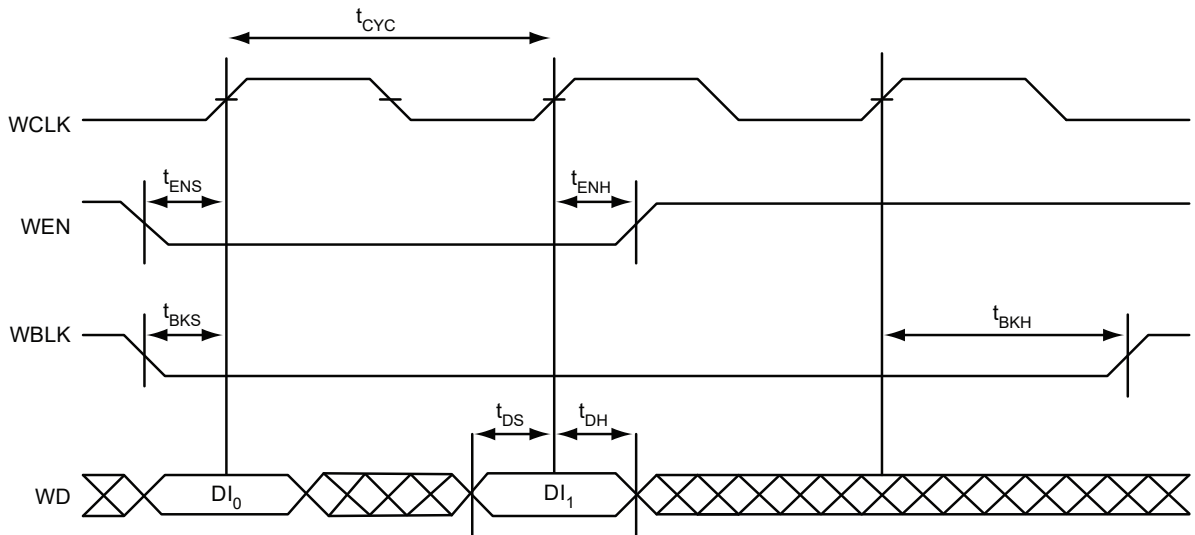 tCYC
WCLK
tENS
tENH
WEN
tBKS
tBKH
WBLK
tDS
tDH
WD
DI0
DI1